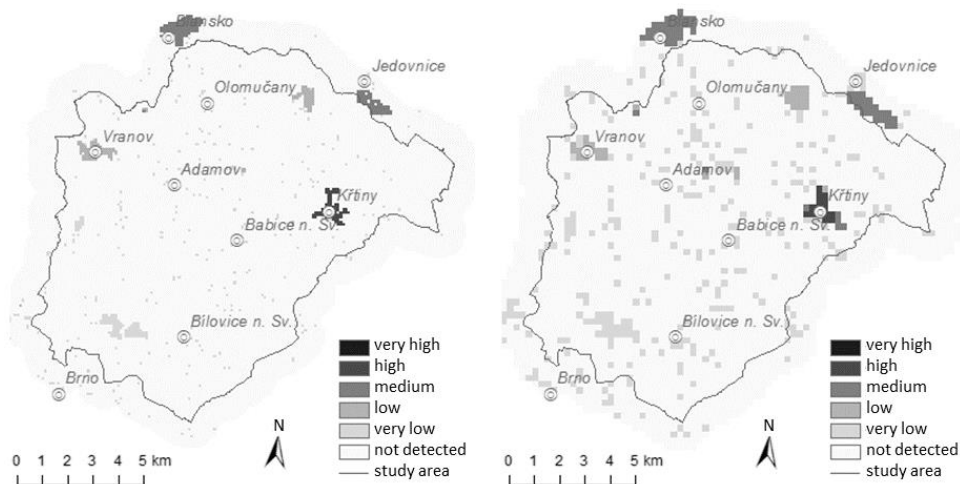 Blansko
Jedovnice
Olomučany
Vranov
Adamov
Křtiny
Babice n. Sv.
Bílovice n. Sv.
Brno
very high
high
medium
low
very low
not detected
study area
N
0 1 2 3 4 5 km
Blansko
Jedovnice
Olomučany
Vranov
Adamov
Křtiny
Babice n. Sv.
Bílovice n. Sv.
Brno
very high
high
medium
low
very low
not detected
study area
N
0 1 2 3 4 5 km